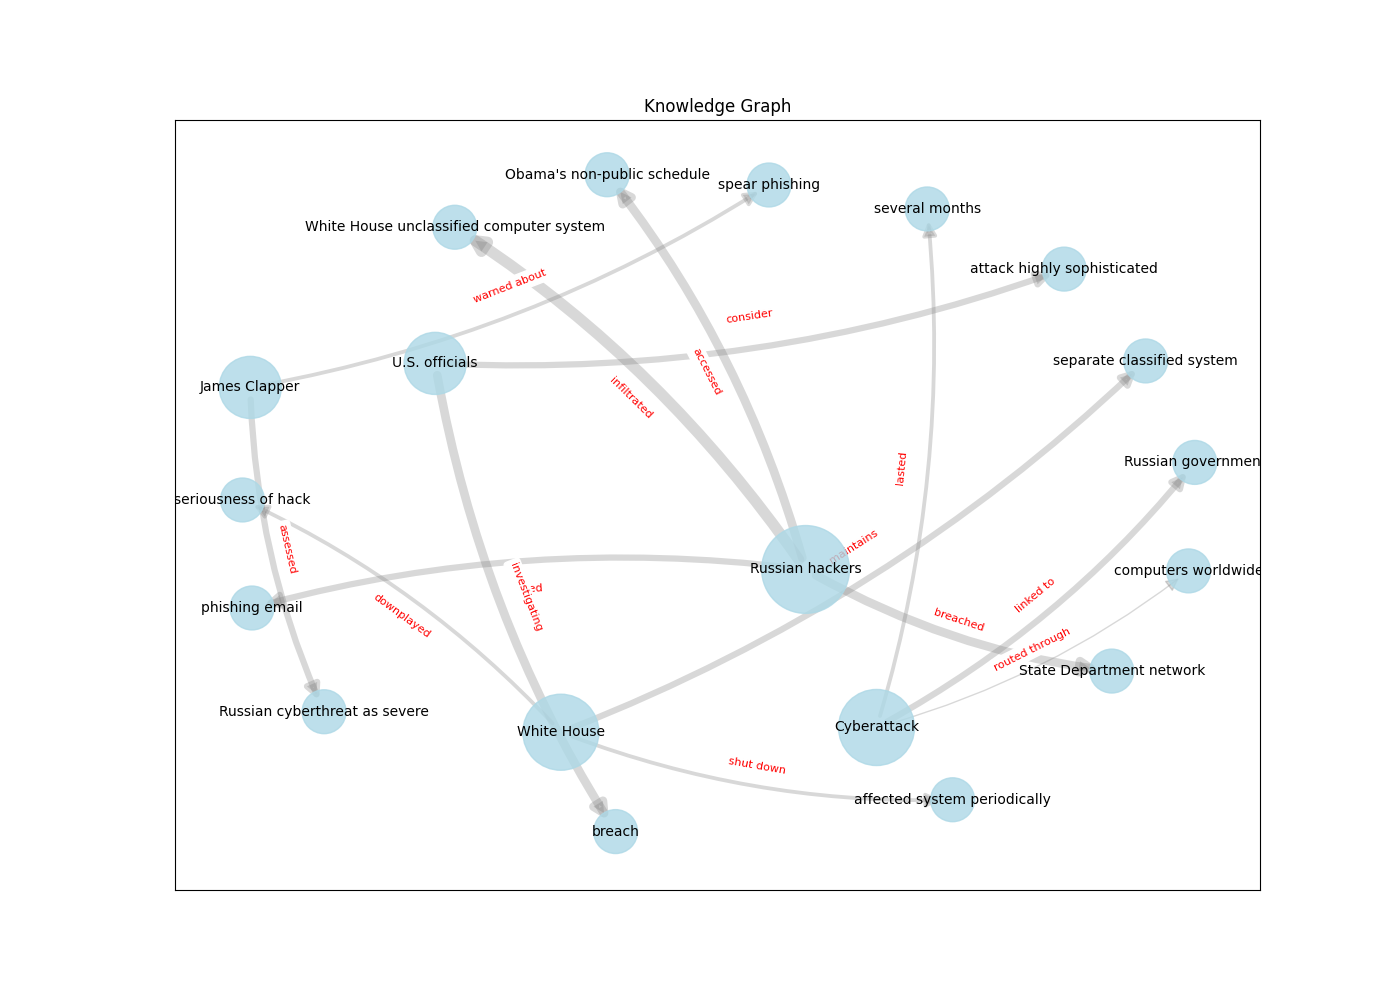 Knowledge Graph
Obama's non-public schedule
spear phishing
several months
White House unclassified computer system
attack highly sophisticated
warned about
consider
U.S. officials
separate classified system
accessed
James Clapper
infiltrated
Russian governmen
lasted
seriousness of hack
assessed
maintains
Russian hackers
computers worldwide
investigating
ed
linked to
phishing email
downplayed
breached
routed through
State Department network
Russian cyberthreat as severe
White House
Cyberattack
shut down
affected system periodically
breach